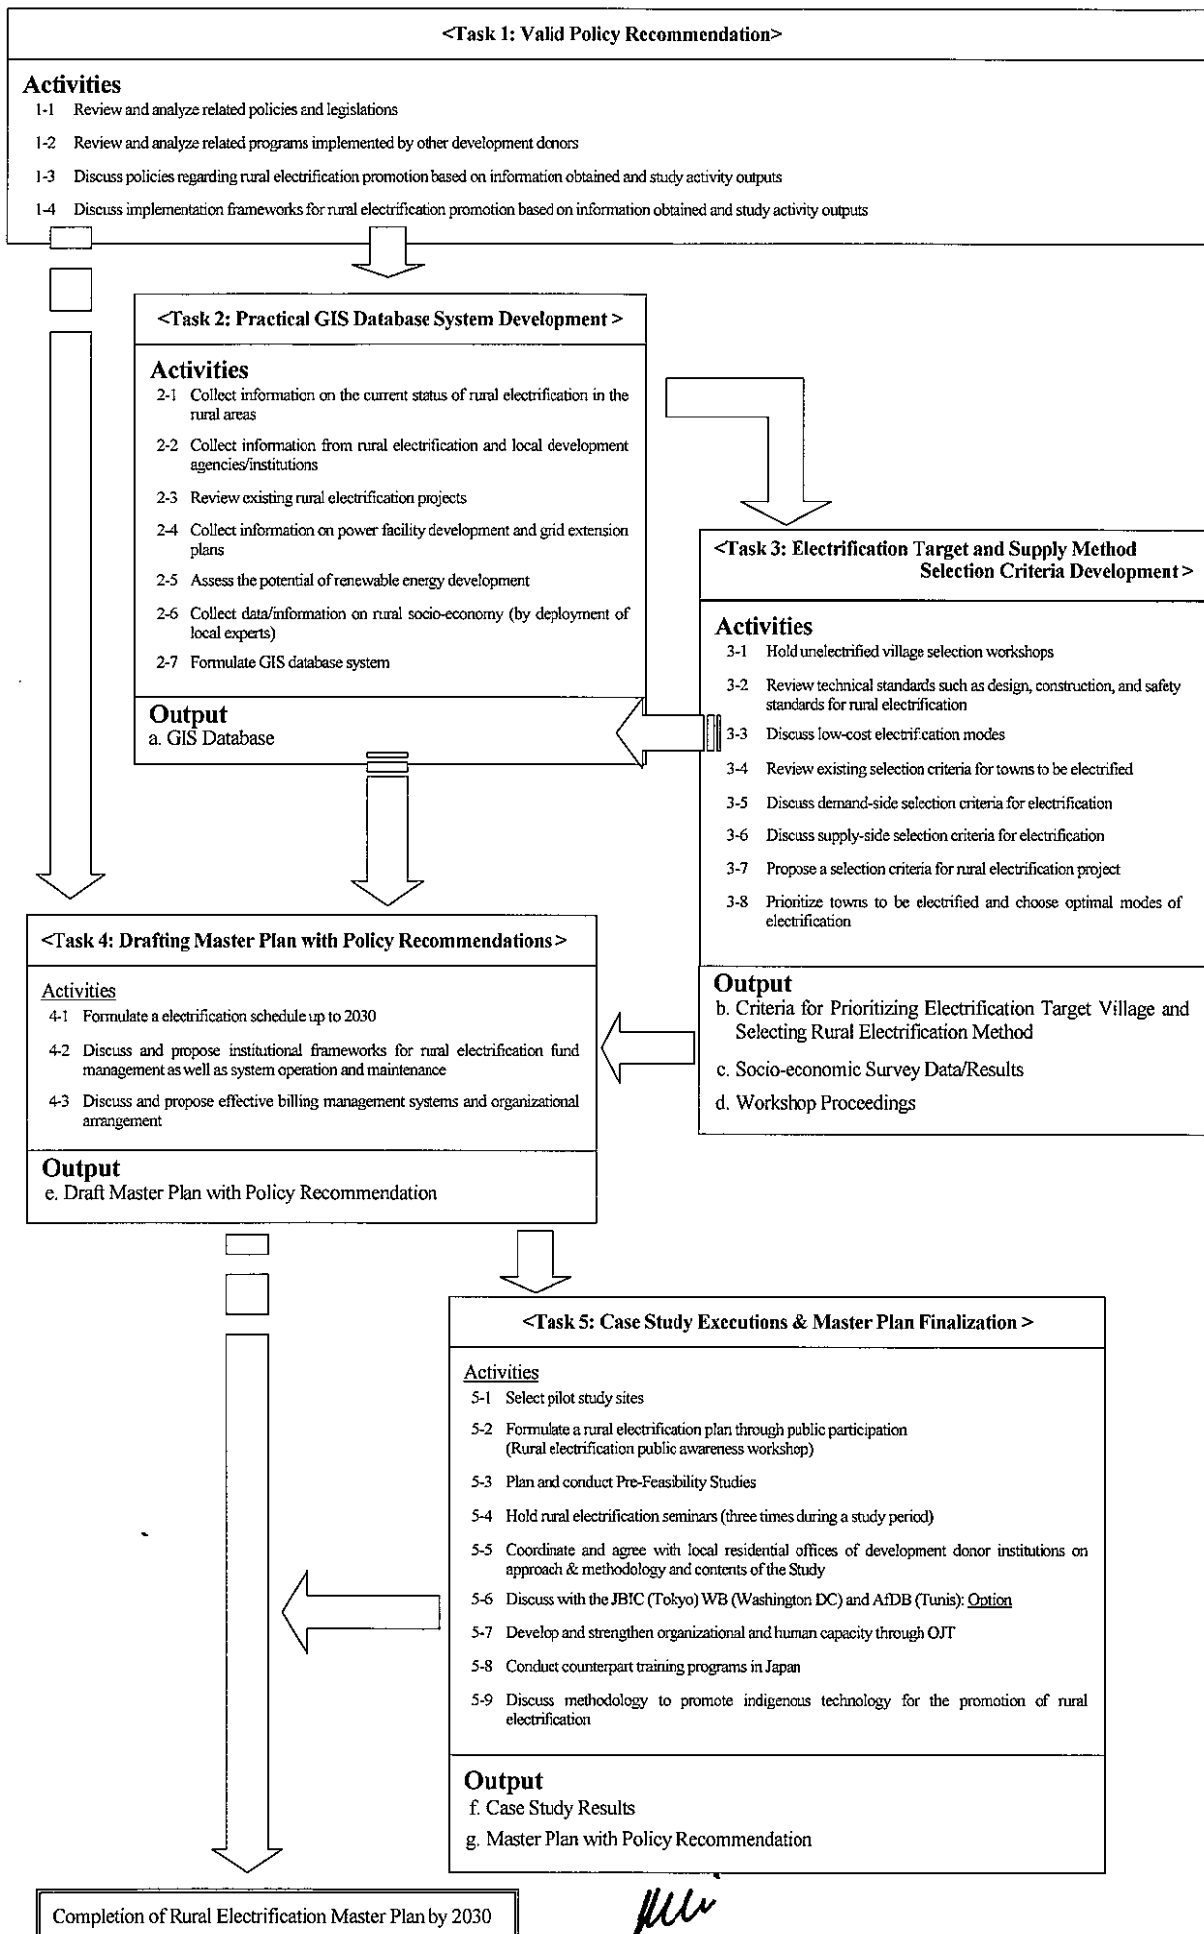 <Task 1: Valid Policy Recommendation>
Activities
1-1 Review and analyze related policies and legislations
1-2 Review and analyze related programs implemented by other development donors
1-3 Discuss policies regarding rural electrification promotion based on information obtained and study activity outputs
1-4 Discuss implementation frameworks for rural electrification promotion based on information obtained and study activity outputs
<Task 2: Practical GIS Database System Development >
Activities
2-1 Collect information on the current status of rural electrification in the
rural areas
2-2 Collect information from rural electrification and local development
agencies/institutions
2-3 Review existing rural electrification projects
2-4 Collect information on power facility development and grid extension
plans
2-5 Assess the potential of renewable energy development
2-6 Collect data/information on rural socio-economy (by deployment of
local experts)
2-7 Formulate GIS database system
Output
a. GIS Database
<Task 3: Electrification Target and Supply Method
Selection Criteria Development >
Activities
3-1 Hold unelectrified village selection workshops
3-2 Review technical standards such as design, construction, and safety
standards for rural electrification
3-3 Discuss low-cost electrification modes
3-4 Review existing selection criteria for towns to be electrified
3-5 Discuss demand-side selection criteria for electrification
3-6 Discuss supply-side selection criteria for electrification
3-7 Propose a selection criteria for rural electrification project
3-8 Prioritize towns to be electrified and choose optimal modes of
electrification
Output
b. Criteria for Prioritizing Electrification Target Village and
Selecting Rural Electrification Method
c. Socio-economic Survey Data/Results
d. Workshop Proceedings
<Task 4: Drafting Master Plan with Policy Recommendations >
Activities
4-1 Formulate a electrification schedule up to 2030
4-2 Discuss and propose institutional frameworks for rural electrification fund
management as well as system operation and maintenance
4-3 Discuss and propose effective billing management systems and organizational
arrangement
Output
e. Draft Master Plan with Policy Recommendation
<Task 5: Case Study Executions & Master Plan Finalization >
Activities
5-1 Select pilot study sites
5-2 Formulate a rural electrification plan through public participation
(Rural electrification public awareness workshop)
5-3 Plan and conduct Pre-Feasibility Studies
5-4 Hold rural electrification seminars (three times during a study period)
5-5 Coordinate and agree with local residential offices of development donor institutions on
approach & methodology and contents of the Study
5-6 Discuss with the JBIC (Tokyo) WB (Washington DC) and AfDB (Tunis): Option
5-7 Develop and strengthen organizational and human capacity through OJT
5-8 Conduct counterpart training programs in Japan
5-9 Discuss methodology to promote indigenous technology for the promotion of rural
electrification
Output
f. Case Study Results
g. Master Plan with Policy Recommendation
Completion of Rural Electrification Master Plan by 2030